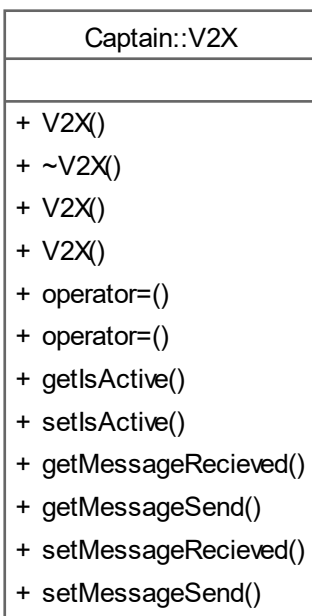 Captain::V2X
+ V2X()
+ ~V2X()
+ V2X()
+ V2X()
+ operator=()
+ operator=()
+ getIsActive()
+ setIsActive()
+ getMessageRecieved()
+ getMessageSend()
+ setMessageRecieved()
+ setMessageSend()